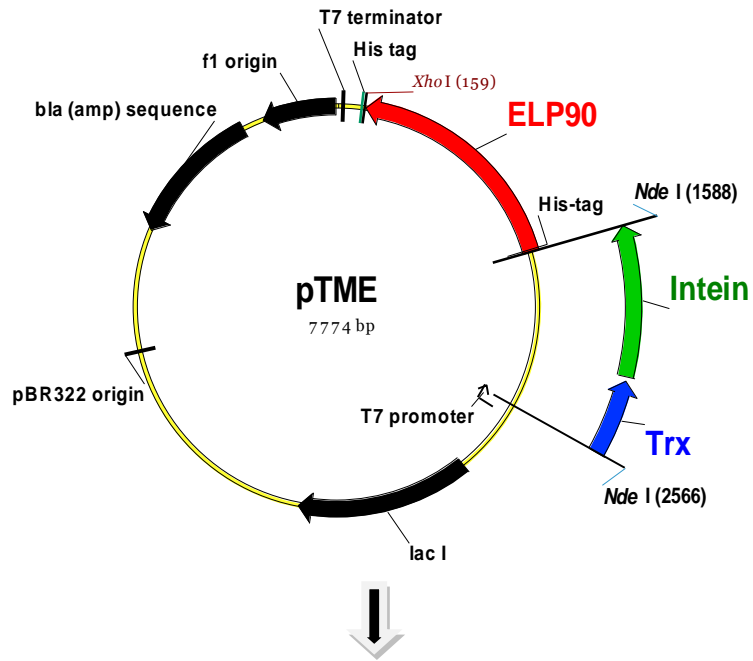 T7 terminator
His tag
f1 origin
XhoI (159)
bla (amp) sequence
ELP90
Nde I (1588)
His-tag
pTME
Intein
7774 bp
pBR322 origin
T7 promoter
Trx
Nde I (2566)
lac I